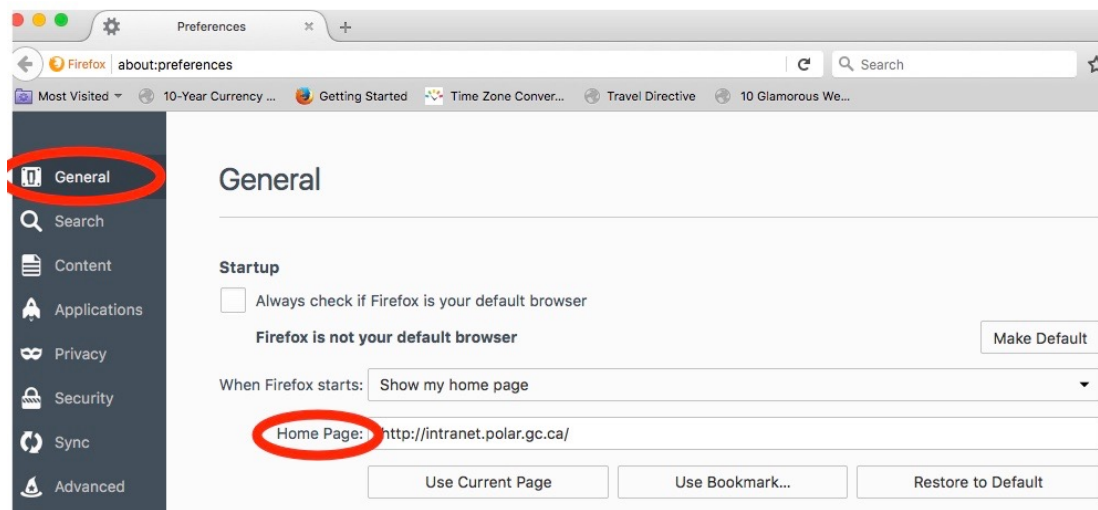 Preferences
Firefox about:preferences Search
Most Visited 10-Year Currency ... Getting Started Time Zone Conver... Travel Directive 10 Glamorous We...
General
General
Search
Startup
Content
Always check if Firefox is your default browser
Applications
Firefox is not your default browser Make Default
Privacy
When Firefox starts: Show my home page
Security
Home Page: http://intranet.polar.gc.ca/
Sync
Use Current Page Use Bookmark... Restore to Default
Advanced